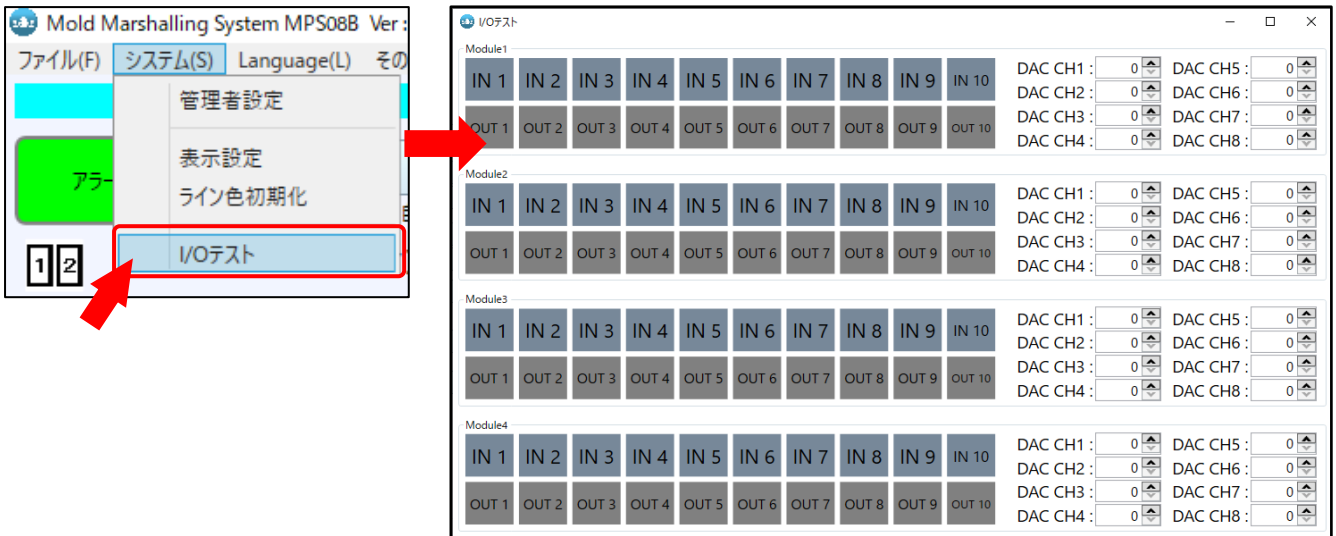 Mold Marshalling System MPS08B Ver :
ファイル(F) システム(S) Language(L) その
管理者設定
表示設定
アラー
ライン色初期化
I/Oテスト
1 2
I/Oテスト
Module1
IN 1 IN 2 IN 3 IN 4 IN 5 IN 6 IN 7 IN 8 IN 9 IN 10
OUT 1 OUT 2 OUT 3 OUT 4 OUT 5 OUT 6 OUT 7 OUT 8 OUT 9 OUT 10
DAC CH1 : 0 DAC CH5 : 0
DAC CH2 : 0 DAC CH6 : 0
DAC CH3 : 0 DAC CH7 : 0
DAC CH4 : 0 DAC CH8 : 0
Module2
IN 1 IN 2 IN 3 IN 4 IN 5 IN 6 IN 7 IN 8 IN 9 IN 10
OUT 1 OUT 2 OUT 3 OUT 4 OUT 5 OUT 6 OUT 7 OUT 8 OUT 9 OUT 10
DAC CH1 : 0 DAC CH5 : 0
DAC CH2 : 0 DAC CH6 : 0
DAC CH3 : 0 DAC CH7 : 0
DAC CH4 : 0 DAC CH8 : 0
Module3
IN 1 IN 2 IN 3 IN 4 IN 5 IN 6 IN 7 IN 8 IN 9 IN 10
OUT 1 OUT 2 OUT 3 OUT 4 OUT 5 OUT 6 OUT 7 OUT 8 OUT 9 OUT 10
DAC CH1 : 0 DAC CH5 : 0
DAC CH2 : 0 DAC CH6 : 0
DAC CH3 : 0 DAC CH7 : 0
DAC CH4 : 0 DAC CH8 : 0
Module4
IN 1 IN 2 IN 3 IN 4 IN 5 IN 6 IN 7 IN 8 IN 9 IN 10
OUT 1 OUT 2 OUT 3 OUT 4 OUT 5 OUT 6 OUT 7 OUT 8 OUT 9 OUT 10
DAC CH1 : 0 DAC CH5 : 0
DAC CH2 : 0 DAC CH6 : 0
DAC CH3 : 0 DAC CH7 : 0
DAC CH4 : 0 DAC CH8 : 0